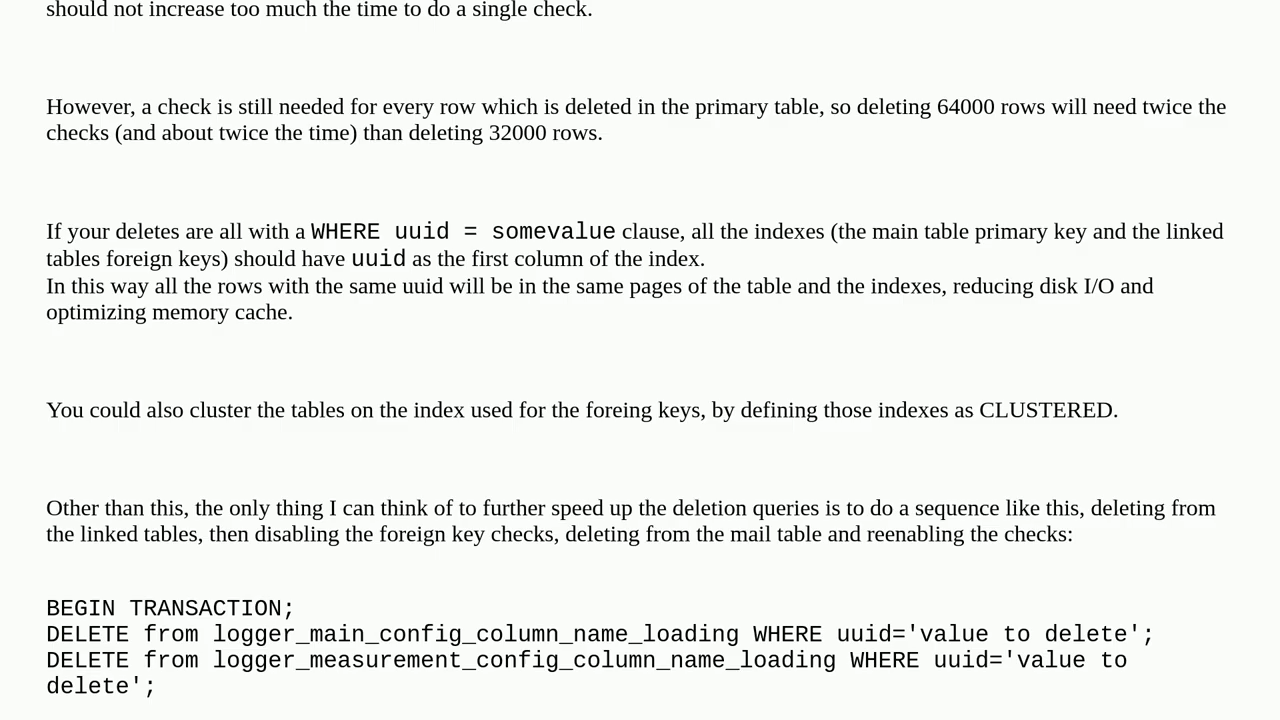 should not increase too much the time to do a single check.
However, a check is still needed for every row which is deleted in the primary table, so deleting 64000 rows will need twice the
checks (and about twice the time) than deleting 32000 rows.
If your deletes are all with a WHERE uuid = somevalue clause, all the indexes (the main table primary key and the linked
tables foreign keys) should have uuid as the first column of the index.
In this way all the rows with the same uuid will be in the same pages of the table and the indexes, reducing disk I/O and
optimizing memory cache.
You could also cluster the tables on the index used for the foreing keys, by defining those indexes as CLUSTERED.
Other than this, the only thing I can think of to further speed up the deletion queries is to do a sequence like this, deleting from
the linked tables, then disabling the foreign key checks, deleting from the mail table and reenabling the checks:
BEGIN TRANSACTION;
DELETE from logger_main_config_column_name_loading WHERE uuid='value to delete';
DELETE from logger_measurement_config_column_name_loading WHERE uuid='value to
delete';